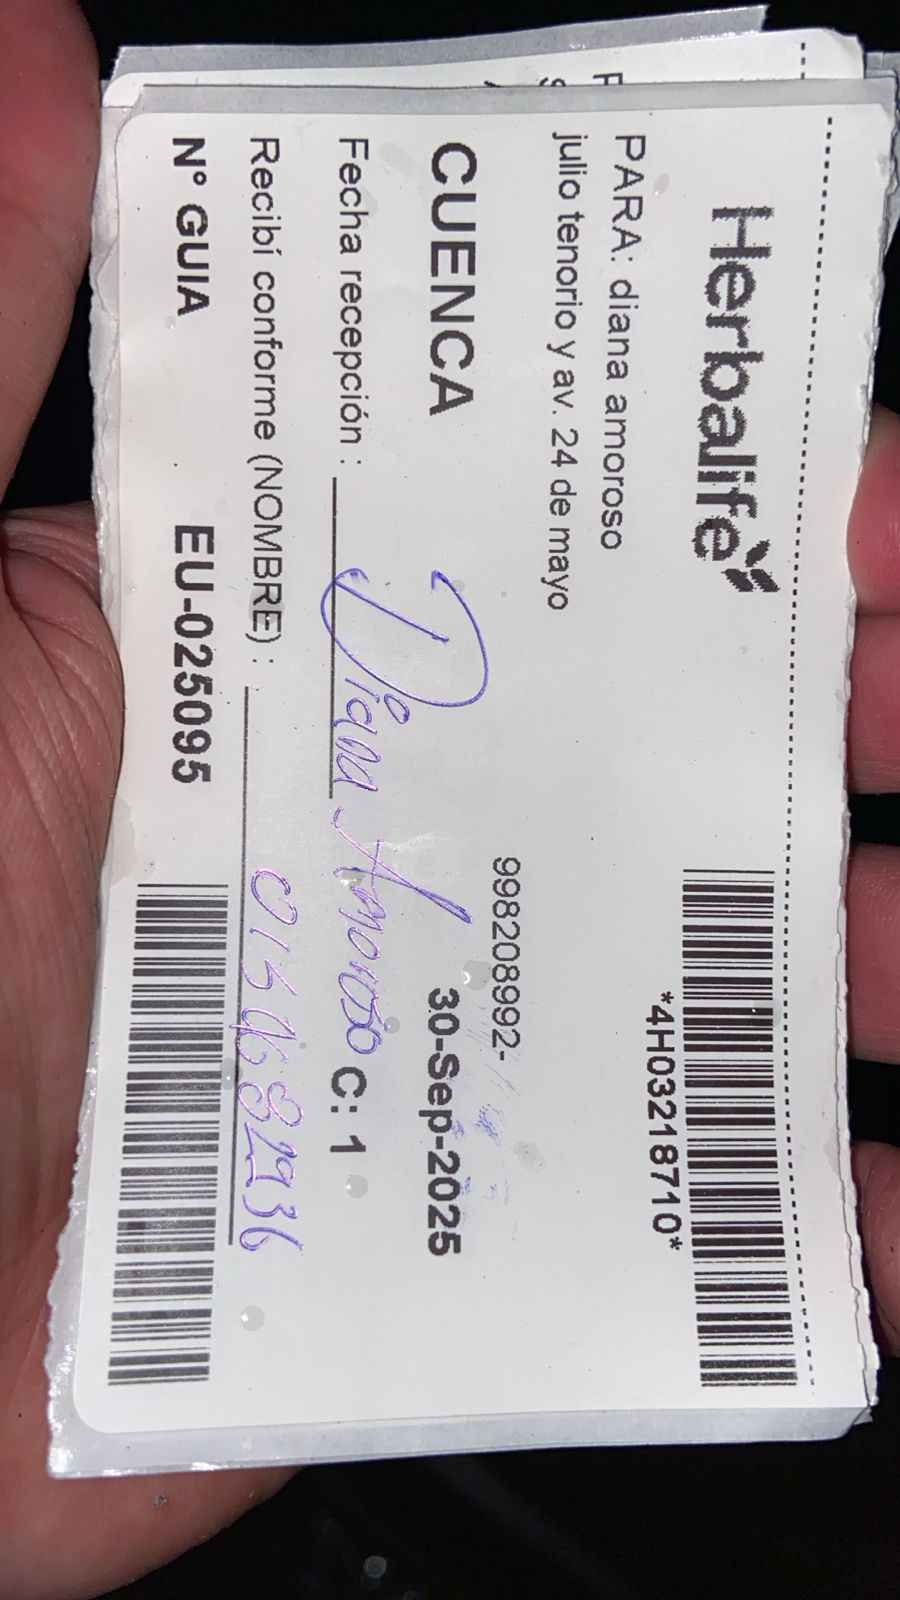 Herbalife
*4H03218710*
PARA: diana amoroso
julio tenorio y av. 24 de mayo
998208992-
CUENCA
30-Sep-2025
Fecha recepción : Diana Amoroso C: 1
Recibí conforme (NOMBRE) :
N° GUIA EU-025095